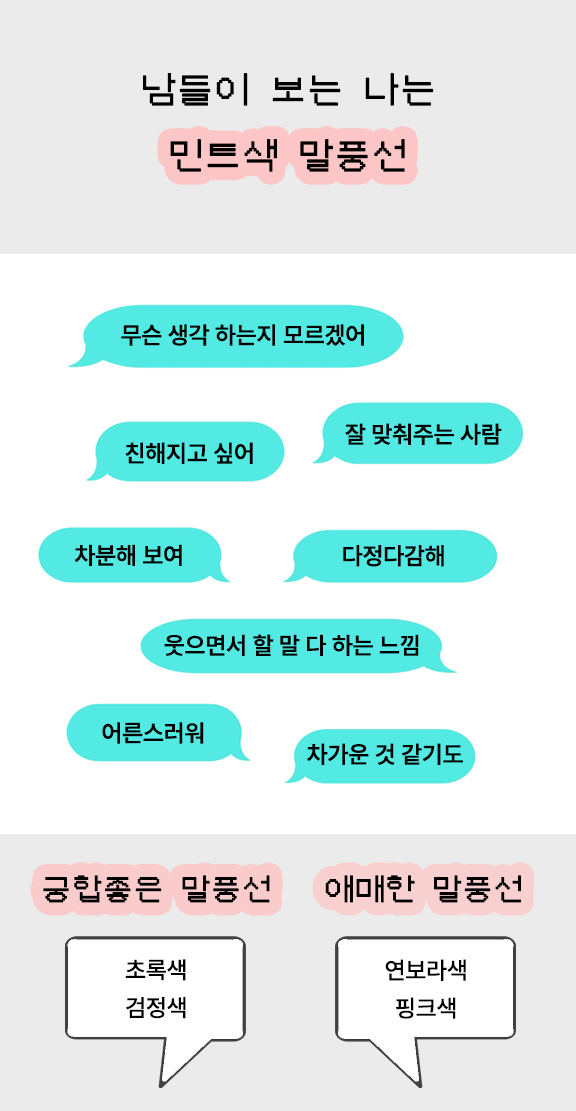 남들이 보는 나는
민트색 말풍선
무슨 생각 하는지 모르겠어
잘 맞춰주는 사람
친해지고 싶어
차분해 보여
다정다감해
웃으면서 할 말 다 하는 느낌
어른스러워
차가운 것 같기도
궁합좋은 말풍선
초록색
검정색
애매한 말풍선
연보라색
핑크색